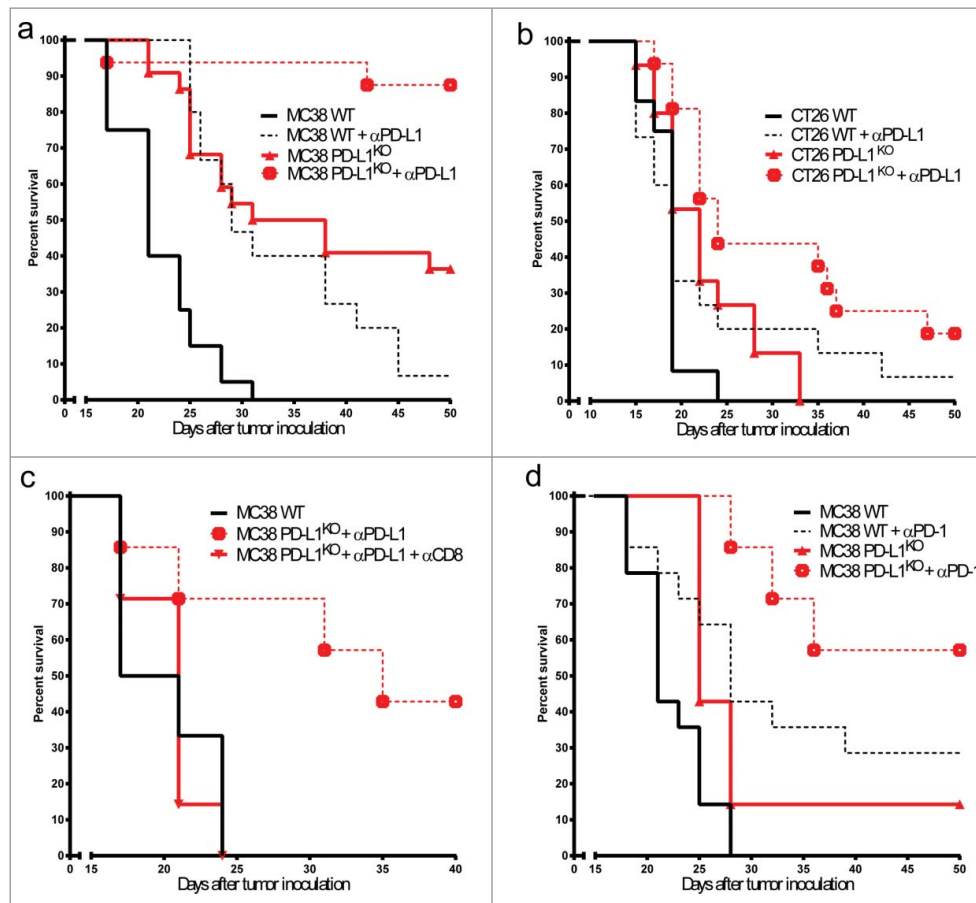 a
100
90
80
70
60
50
40
30
20
10
0
Percent survival
MC38 WT
MC38 WT + αPD-L1
MC38 PD-L1KO
MC38 PD-L1KO + αPD-L1
0 15 20 25 30 35 40 45 50
Days after tumor inoculation
b
100
90
80
70
60
50
40
30
20
10
0
Percent survival
CT26 WT
CT26 WT + αPD-L1
CT26 PD-L1KO
CT26 PD-L1KO + αPD-L1
0 10 15 20 25 30 35 40 45 50
Days after tumor inoculation
c
100
90
80
70
60
50
40
30
20
10
0
Percent survival
MC38 WT
MC38 PD-L1KO + αPD-L1
MC38 PD-L1KO + αPD-L1 + αCD8
0 15 20 25 30 35 40
Days after tumor inoculation
d
100
90
80
70
60
50
40
30
20
10
0
Percent survival
MC38 WT
MC38 WT + αPD-1
MC38 PD-L1KO
MC38 PD-L1KO + αPD-1
0 15 20 25 30 35 40 45 50
Days after tumor inoculation